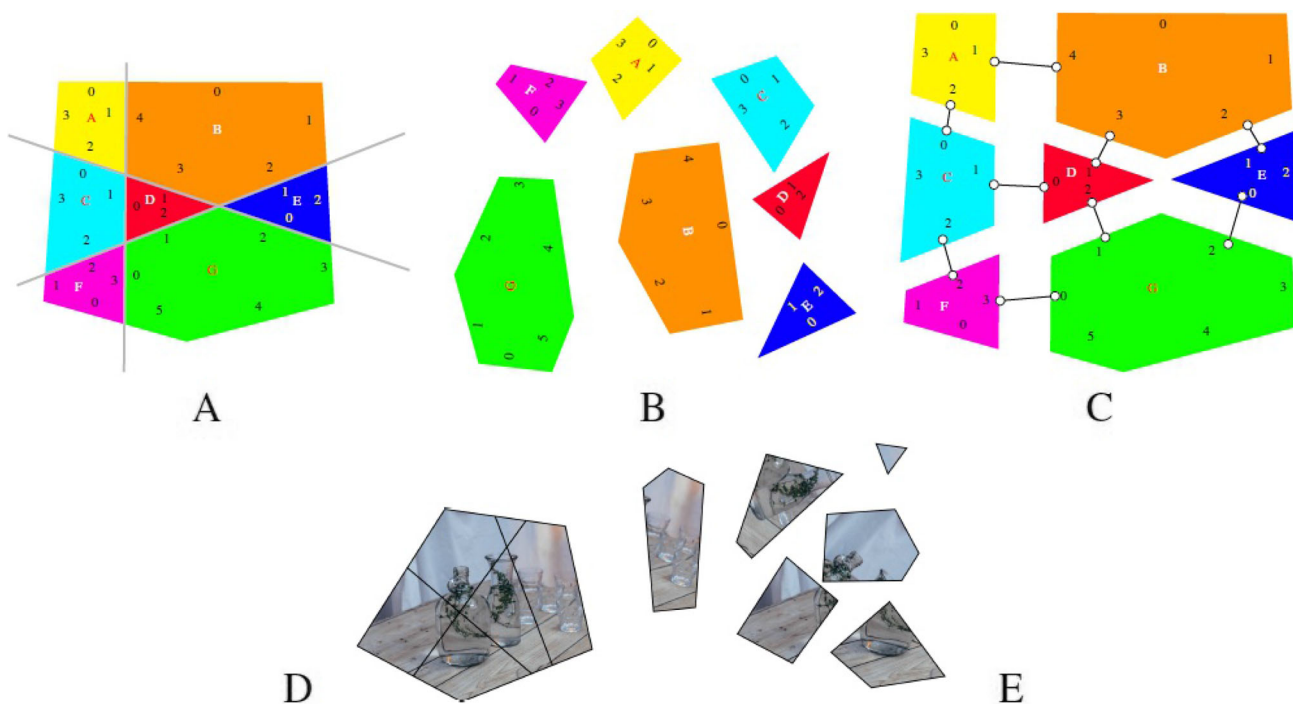 0 0
3 A 1 4 B 1
2 3 2
0 1 1 E 2
3 C 1 0 D 2 0
2 1 2
2 3
1 F 3 0 G
0 5 4
A
1 2 F 3 0
3 0 A 2 1
0 1 C 3 2
4 3 B 0 2 1
1 D 2 0
1 2 E 0
3 2 4 G 1 5 0
B
0 0
3 A 1 4 B 1
2 3 2
0 D 1 1 E 2
3 C 1 0 2 0
2 1 2
2 G 3
1 F 3 0
0 5 4
C
D
E